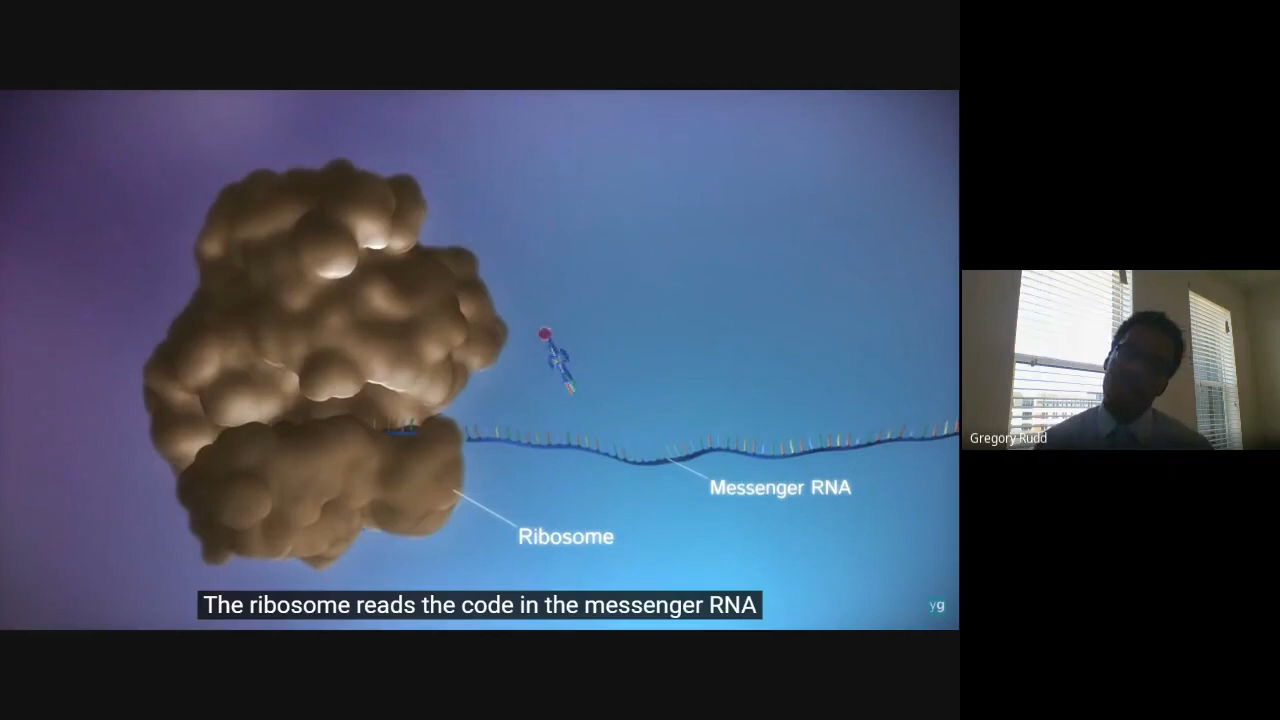 Messenger RNA
Ribosome
The ribosome reads the code in the messenger RNA
yg
Gregory Rudd